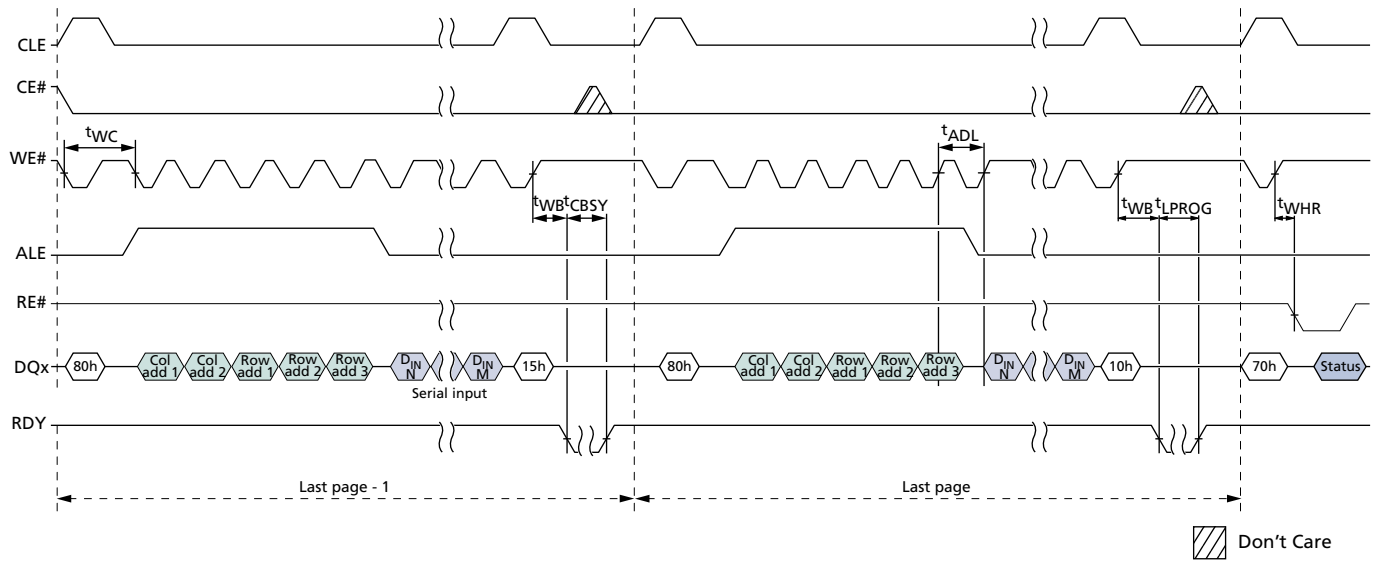 CLE
CE#
tWC
tADL
WE#
tWB tCBSY
tWB tLPROG
tWHR
ALE
RE#
DQx
80h
Col add 1
Col add 2
Row add 1
Row add 2
Row add 3
DIN N
DIN M
15h
80h
Col add 1
Col add 2
Row add 1
Row add 2
Row add 3
DIN N
DIN M
10h
70h
Status
Serial input
RDY
Last page - 1
Last page
Don't Care